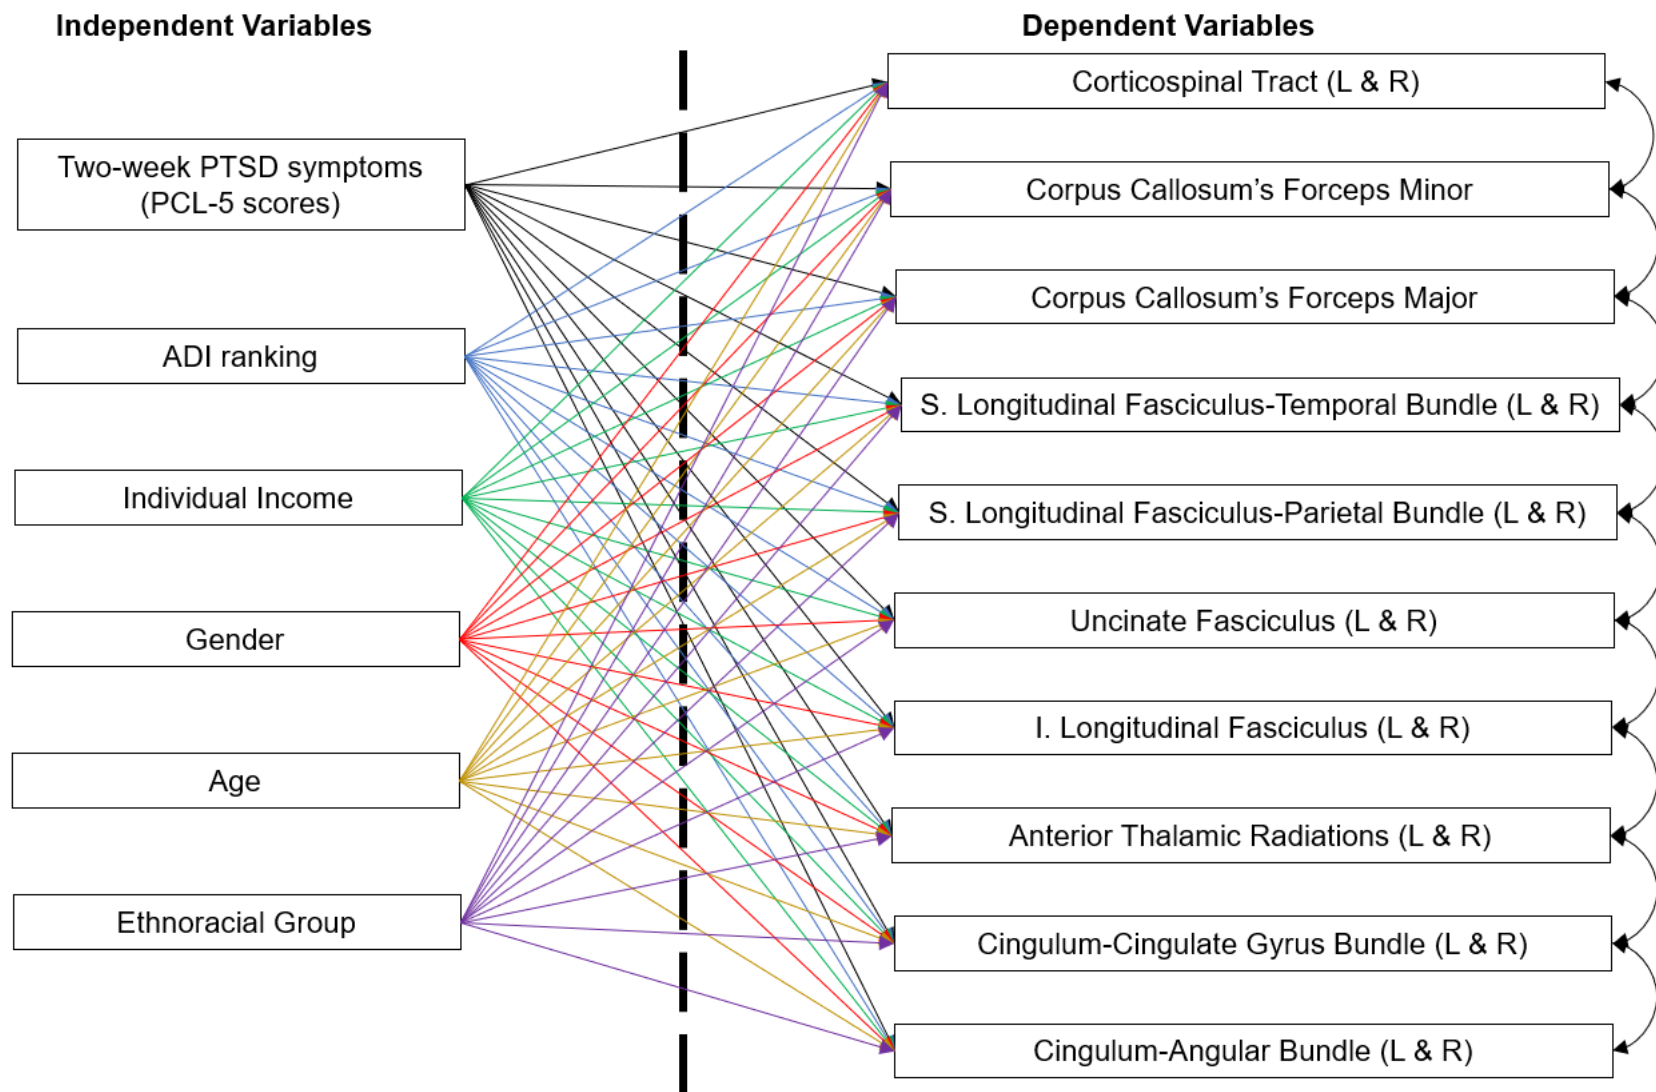 Independent Variables
Two-week PTSD symptoms
(PCL-5 scores)
ADI ranking
Individual Income
Gender
Age
Ethnoracial Group
Dependent Variables
Corticospinal Tract (L & R)
Corpus Callosum’s Forceps Minor
Corpus Callosum’s Forceps Major
S. Longitudinal Fasciculus-Temporal Bundle (L & R)
S. Longitudinal Fasciculus-Parietal Bundle (L & R)
Uncinate Fasciculus (L & R)
I. Longitudinal Fasciculus (L & R)
Anterior Thalamic Radiations (L & R)
Cingulum-Cingulate Gyrus Bundle (L & R)
Cingulum-Angular Bundle (L & R)